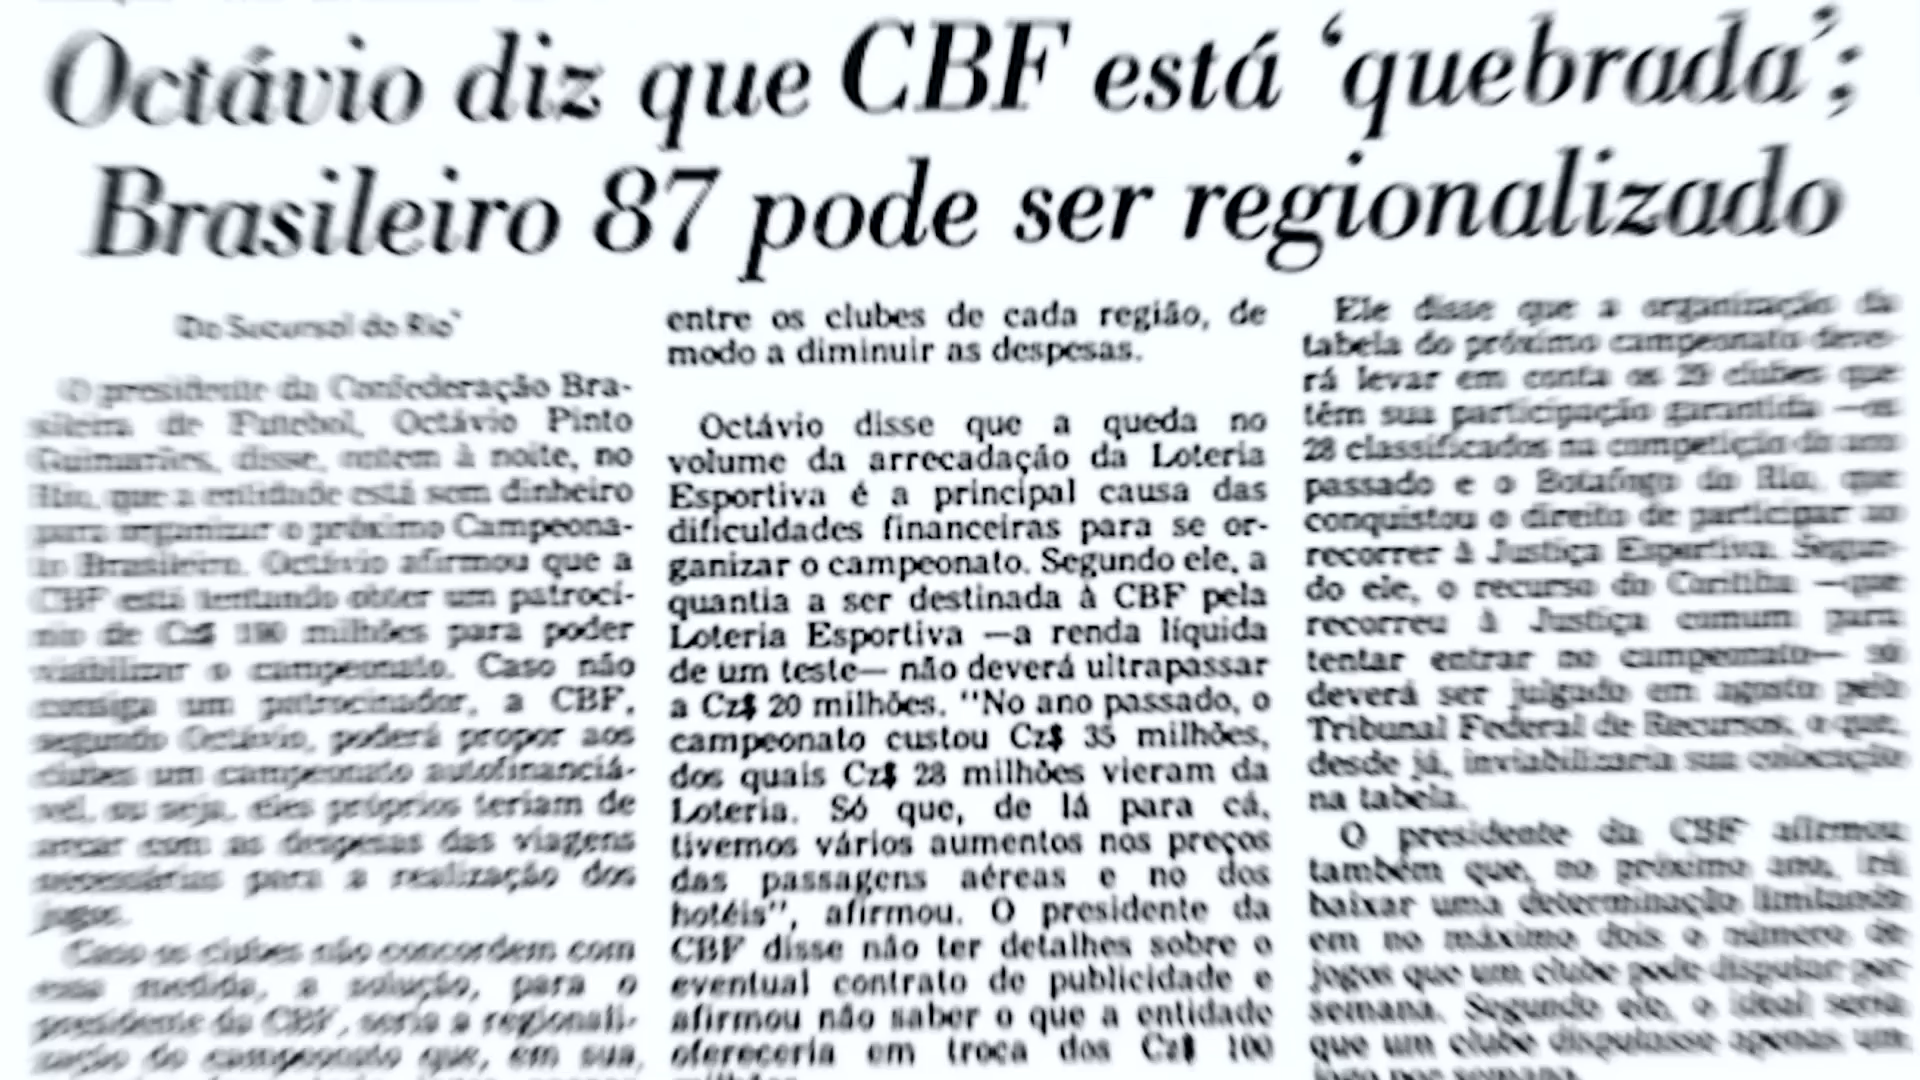 Octávio diz que CBF está ‘quebrada’;
Brasileiro 87 pode ser regionalizado
Da Sucursal do Rio
O presidente da Confederação Bra-
sileira de Futebol, Octávio Pinto
Guimarães, disse, ontem à noite, no
Rio, que a entidade está sem dinheiro
para organizar o próximo Campeona-
to Brasileiro. Octávio afirmou que a
CBF está tentando obter um patrocí-
nio de Cz$ milhões para poder
viabilizar o campeonato. Caso não
consiga um patrocinador, a CBF,
segundo Octávio, poderá propor aos
clubes um campeonato autofinanciá-
vel, ou seja, eles próprios teriam de
arcar com as despesas das viagens
necessárias para a realização dos
jogos.
Caso os clubes não concordem com
essa medida, a solução, para o
presidente da CBF, seria a regionali-
zação do campeonato que, em sua,
entre os clubes de cada região, de
modo a diminuir as despesas.
Octávio disse que a queda no
volume da arrecadação da Loteria
Esportiva é a principal causa das
dificuldades financeiras para se or-
ganizar o campeonato. Segundo ele, a
quantia a ser destinada à CBF pela
Loteria Esportiva —a renda líquida
de um teste— não deverá ultrapassar
a Cz$ 20 milhões. "No ano passado, o
campeonato custou Cz$ 35 milhões,
dos quais Cz$ 28 milhões vieram da
Loteria. Só que, de lá para cá,
tivemos vários aumentos nos preços
das passagens aéreas e no dos
hotéis", afirmou. O presidente da
CBF disse não ter detalhes sobre o
eventual contrato de publicidade e
afirmou não saber o que a entidade
ofereceria em troca dos Cz$ 100
milhões.
Ele disse que a organização da
tabela do próximo campeonato deve-
rá levar em conta os 29 clubes que
têm sua participação garantida —os
28 classificados na competição do ano
passado e o Botafogo do Rio, que
conquistou o direito de participar ao
recorrer à Justiça Esportiva. Segun-
do ele, o recurso do Coritiba —que
recorreu à Justiça comum para
tentar entrar no campeonato— só
deverá ser julgado em agosto pelo
Tribunal Federal de Recursos, o que,
desde já, inviabilizaria sua colocação
na tabela.
O presidente da CBF afirmou
também que, no próximo ano, irá
baixar uma determinação limitando
em no máximo dois o número de
jogos que um clube pode disputar por
semana. Segundo ele, o ideal seria
que um clube disputasse apenas um
jogo por semana.